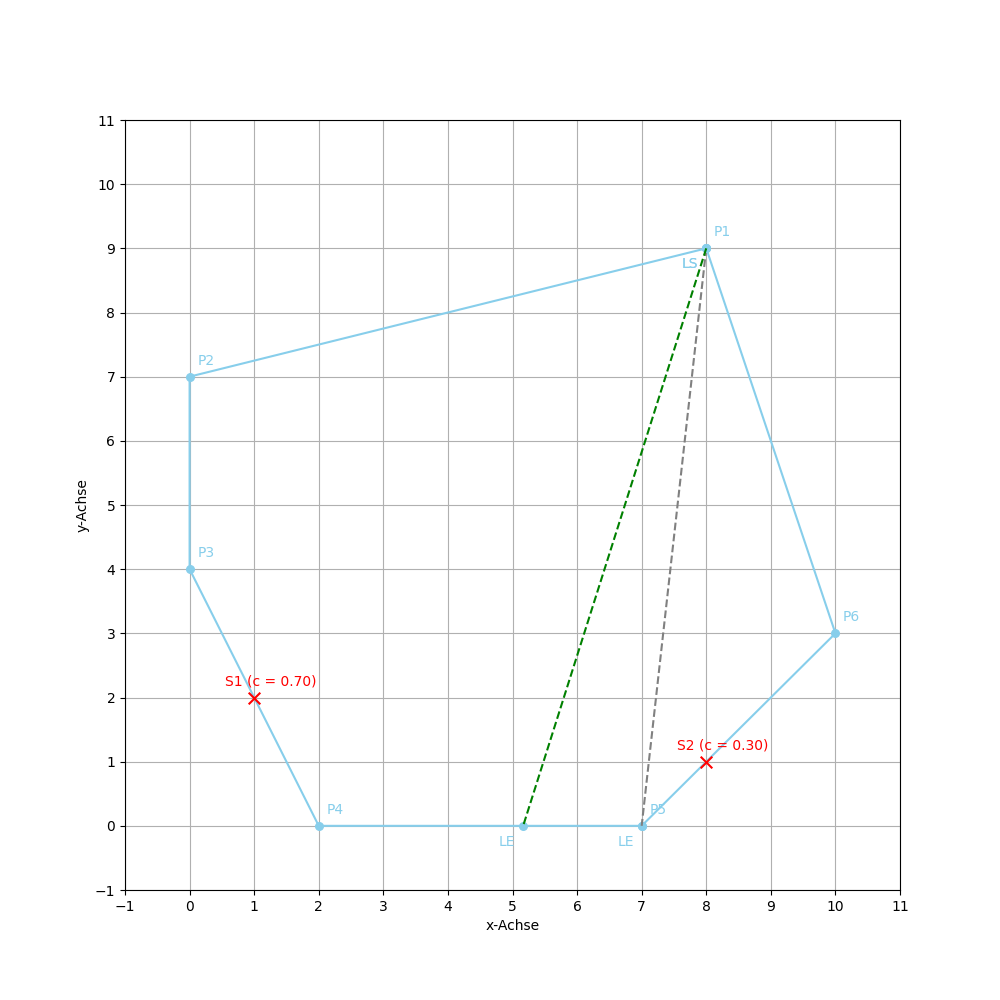 11
10
9
8
7
6
5
4
3
2
1
0
−1
y-Achse
P1
LS
P2
P3
P6
S1 (c = 0.70)
S2 (c = 0.30)
P4
P5
LE
LE
−1 0 1 2 3 4 5 6 7 8 9 10 11
x-Achse